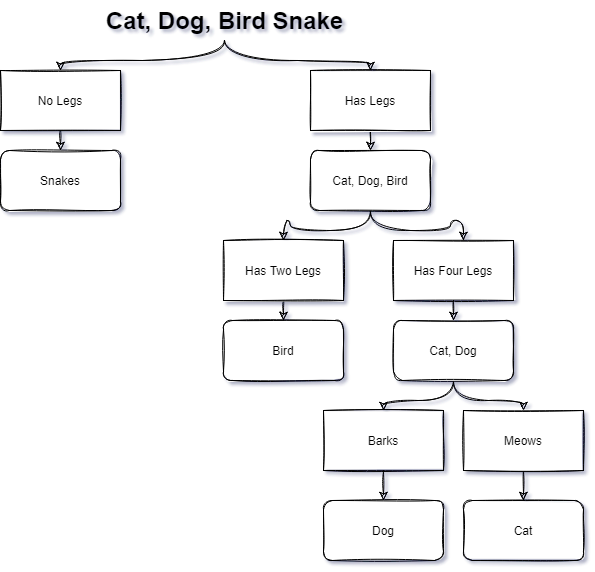 Cat, Dog, Bird Snake
No Legs
Has Legs
Snakes
Cat, Dog, Bird
Has Two Legs
Has Four Legs
Bird
Cat, Dog
Barks
Meows
Dog
Cat